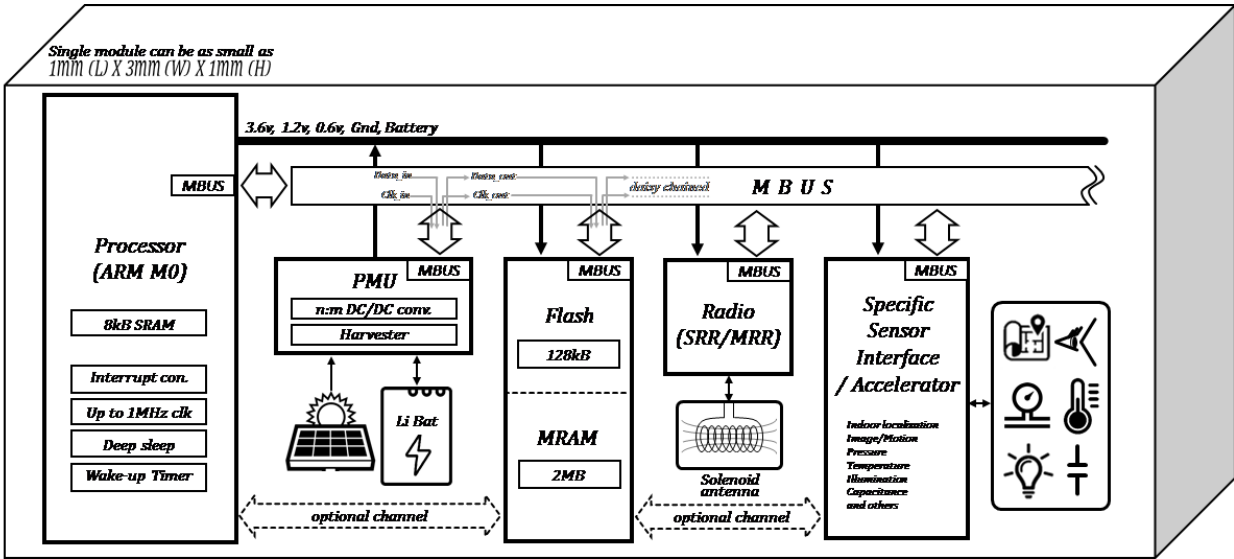 Single module can be as small as
1mm (L) X 3mm (W) X 1mm (H)
3.6v, 1.2v, 0.6v, Gnd, Battery
MBUS
Processor
(ARM M0)
8kB SRAM
Interrupt con.
Up to 1MHz clk
Deep sleep
Wake-up Timer
M B U S
Data_in
Data_out
Clk_in
Clk_out
daisy chained
MBUS
PMU
n:m DC/DC conv.
Harvester
Li Bat
MBUS
Flash
128kB
MRAM
2MB
MBUS
Radio
(SRR/MRR)
Solenoid
antenna
MBUS
Specific
Sensor
Interface
/ Accelerator
Indoor localization
Image/Motion
Pressure
Temperature
Illumination
Capacitance
and others
optional channel
optional channel